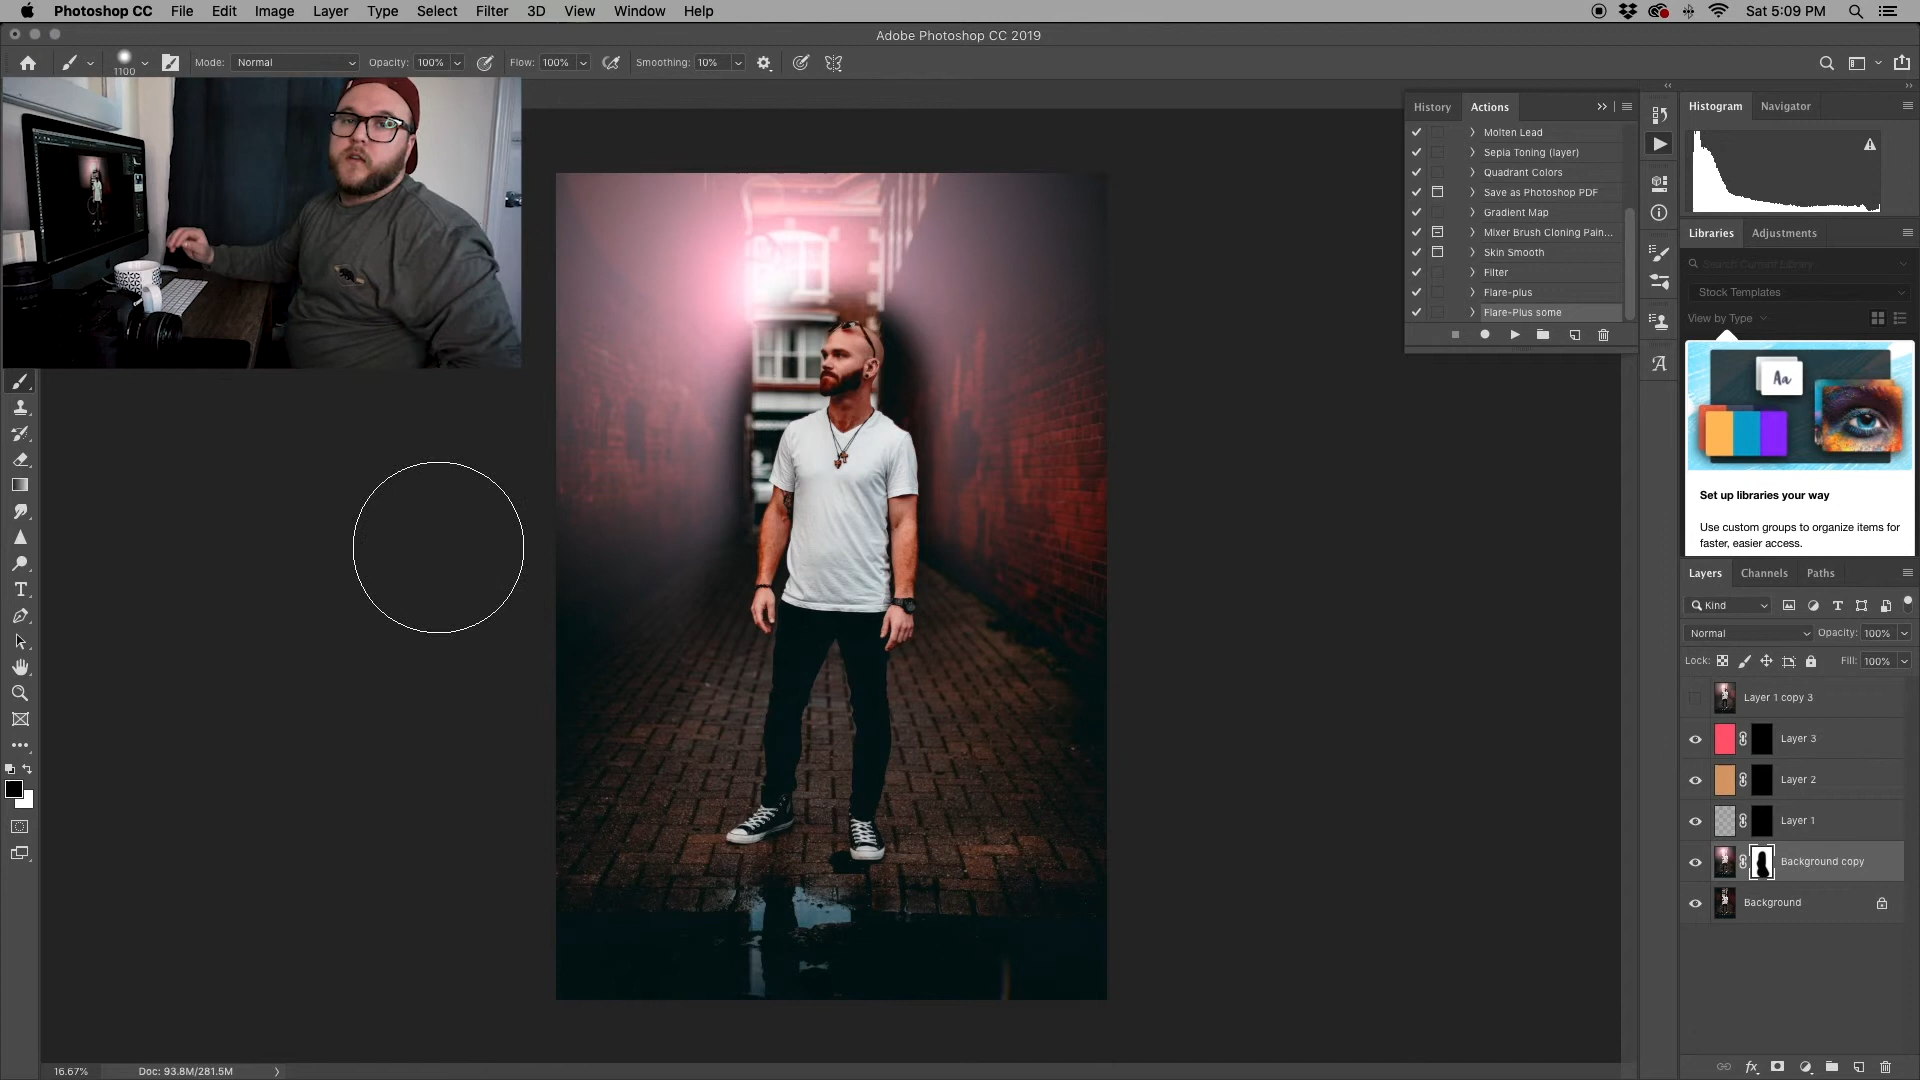 Photoshop CC File Edit Image Layer Type Select Filter 3D View Window Help Sat 5:09 PM
Adobe Photoshop CC 2019
1100 Mode: Normal Opacity: 100% Flow: 100% Smoothing: 10%
History Actions
Molten Lead
Sepia Toning (layer)
Quadrant Colors
Save as Photoshop PDF
Gradient Map
Mixer Brush Cloning Pain...
Skin Smooth
Filter
Flare-plus
Flare-Plus some
Histogram Navigator
Libraries Adjustments
Search Current Library
Stock Templates
View by Type
Aa
Set up libraries your way
Use custom groups to organize items for
faster, easier access.
Layers Channels Paths
Kind
Normal Opacity: 100%
Lock: Fill: 100%
Layer 1 copy 3
Layer 3
Layer 2
Layer 1
Background copy
Background
16.67% Doc: 93.8M/281.5M